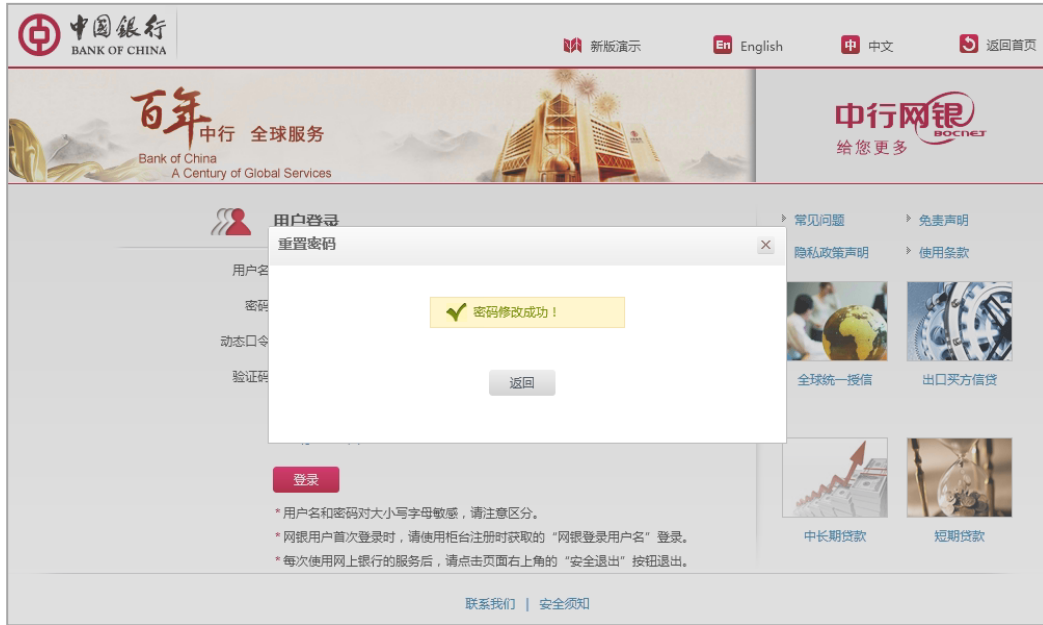 中国銀行
BANK OF CHINA
新版演示
En English
中 中文
返回首页
百年中行 全球服务
Bank of China
A Century of Global Services
中行网银
BOCNET
给您更多
用户登录
常见问题
免责声明
重置密码
隐私政策声明
使用条款
用户名
密码
密码修改成功！
动态口令
验证码
返回
全球统一授信
出口买方信贷
登录
*用户名和密码对大小写字母敏感，请注意区分。
*网银用户首次登录时，请使用柜台注册时获取的“网银登录用户名”登录。
*每次使用网上银行的服务后，请点击页面右上角的“安全退出”按钮退出。
中长期贷款
短期贷款
联系我们 | 安全须知